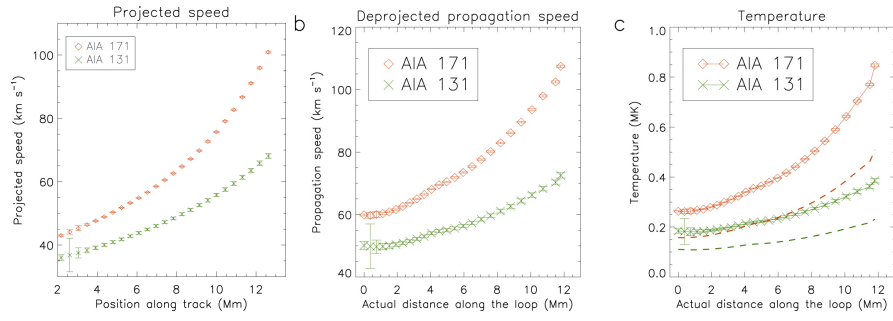 Projected speed
Projected speed (km s⁻¹)
100
80
60
40
AIA 171
AIA 131
2 4 6 8 10 12
Position along track (Mm)
b
Deprojected propagation speed
Propagation speed (km s⁻¹)
120
100
80
60
40
AIA 171
AIA 131
0 2 4 6 8 10 12
Actual distance along the loop (Mm)
c
Temperature
Temperature (MK)
1.0
0.8
0.6
0.4
0.2
0.0
AIA 171
AIA 131
0 2 4 6 8 10 12
Actual distance along the loop (Mm)